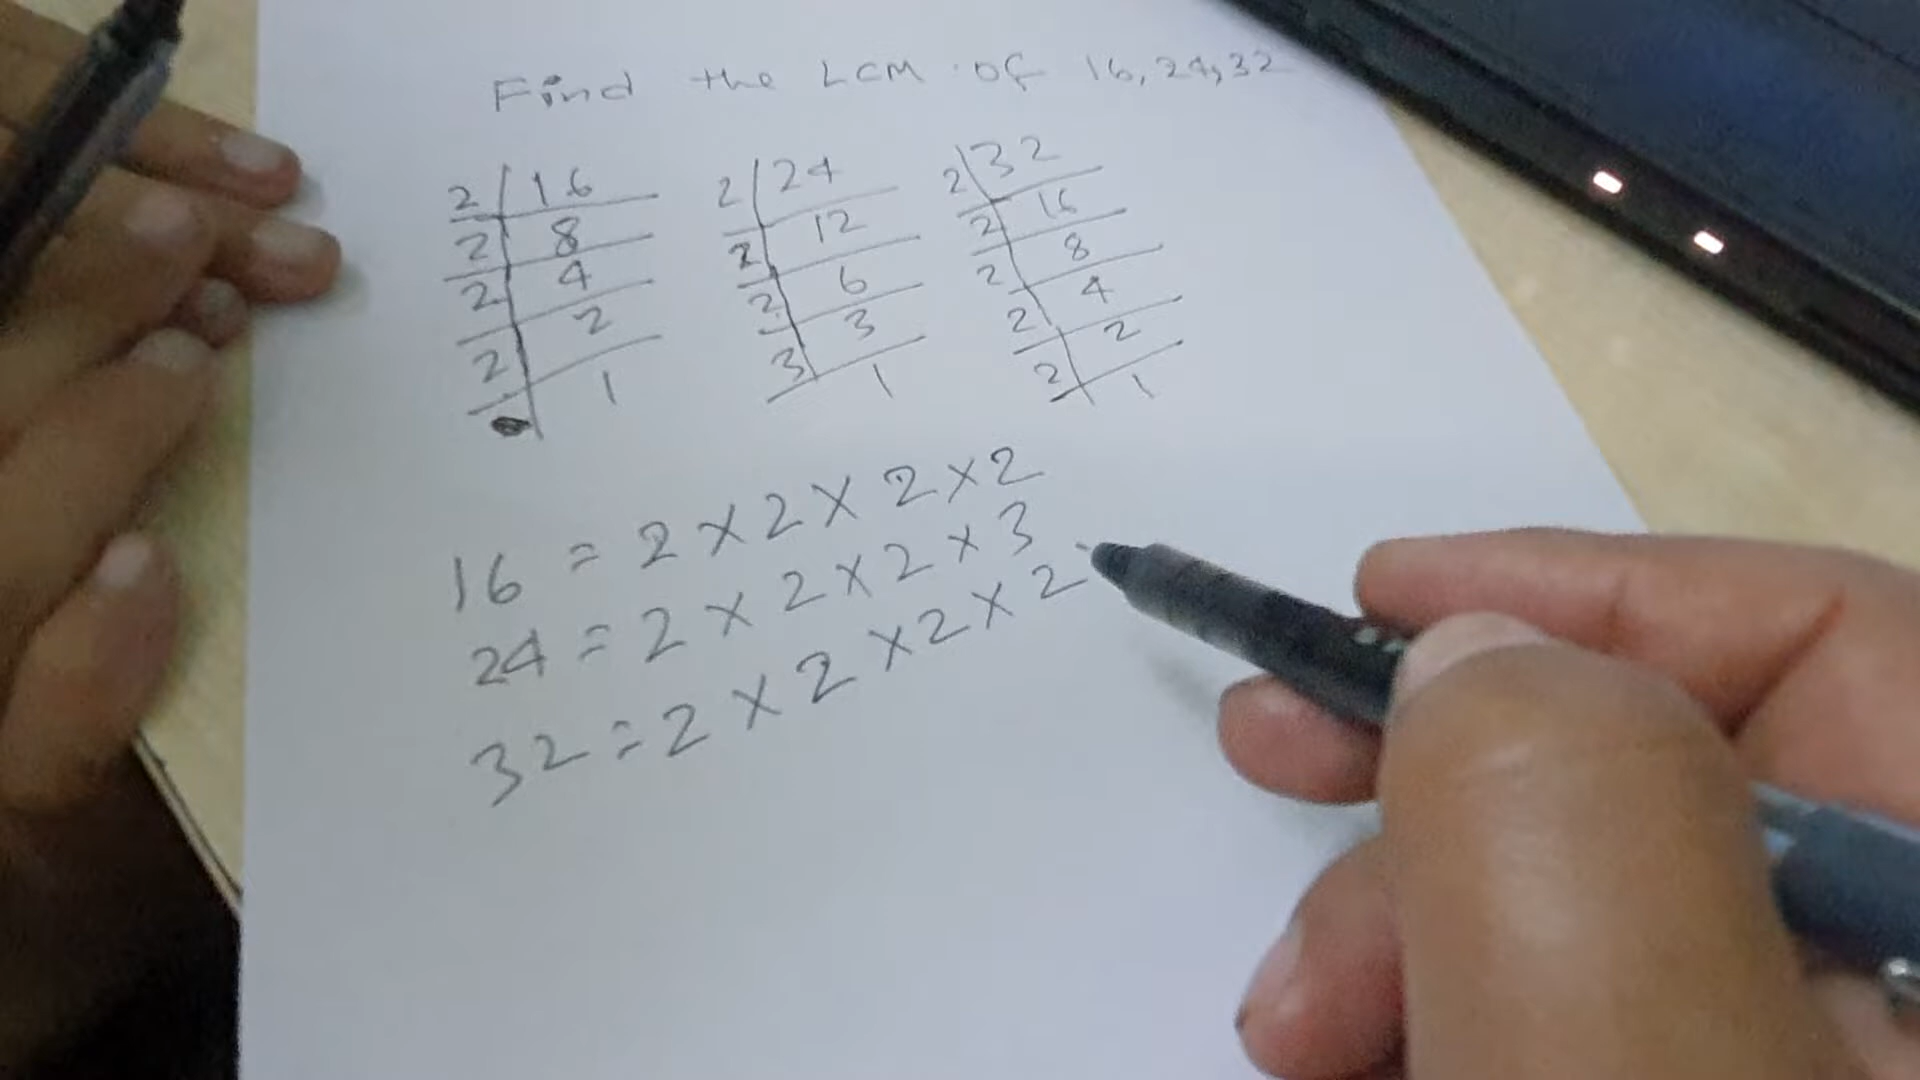 Find the LCM of 16, 24, 32
2 | 16
2 | 8
2 | 4
2 | 2
1
2 | 24
2 | 12
2 | 6
3 | 3
1
2 | 32
2 | 16
2 | 8
2 | 4
2 | 2
1
16 = 2 × 2 × 2 × 2
24 = 2 × 2 × 2 × 3
32 = 2 × 2 × 2 × 2